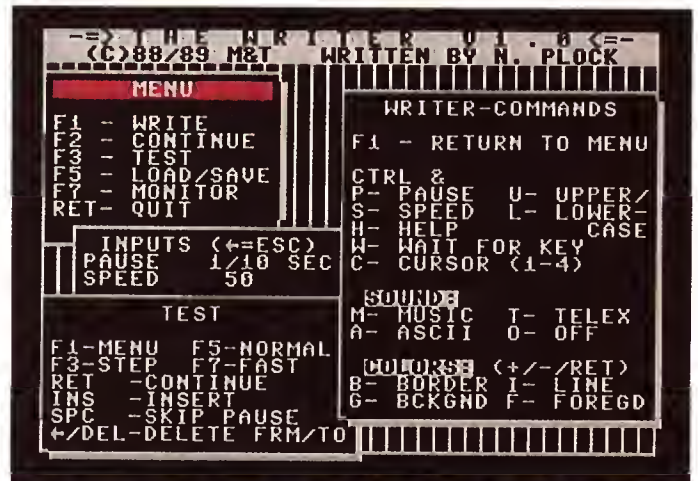 -=> THE WRITER V1.0 <=-
(C)88/89 M&T WRITTEN BY N. PLOCK
MENU
F1 - WRITE
F2 - CONTINUE
F3 - TEST
F5 - LOAD/SAVE
F7 - MONITOR
RET- QUIT
INPUTS (←=ESC)
PAUSE 1/10 SEC
SPEED 50
TEST
F1-MENU F5-NORMAL
F3-STEP F7-FAST
RET -CONTINUE
INS -INSERT
SPC -SKIP PAUSE
←/DEL-DELETE FRM/TO
WRITER-COMMANDS
F1 - RETURN TO MENU
CTRL &
P- PAUSE U- UPPER/
S- SPEED L- LOWER-
H- HELP CASE
W- WAIT FOR KEY
C- CURSOR (1-4)
SOUND:
M- MUSIC T- TELEX
A- ASCII O- OFF
COLORS: (+/-/RET)
B- BORDER I- LINE
G- BCKGND F- FOREGD